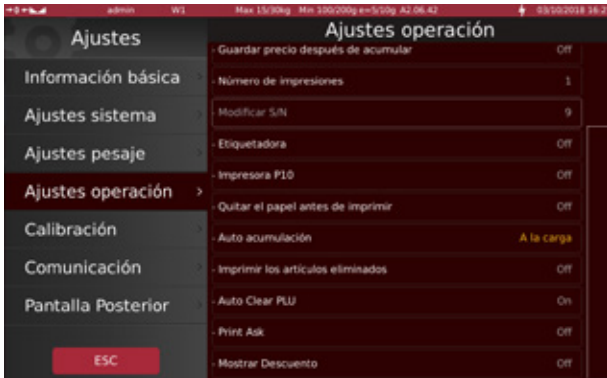 admin W1 Max 15/30kg Min 100/200g e=5/10g A2.06.42 03/10/2018 16:2
Ajustes
Ajustes operación
Información básica
Ajustes sistema
Ajustes pesaje
Ajustes operación
Calibración
Comunicación
Pantalla Posterior
ESC
- Guardar precio después de acumular Off
- Número de impresiones 1
- Modificar S/N 9
- Etiquetadora Off
- Impresora P10 Off
- Quitar el papel antes de imprimir Off
- Auto acumulación A la carga
- Imprimir los artículos eliminados Off
- Auto Clear PLU On
- Print Ask Off
- Mostrar Descuento Off